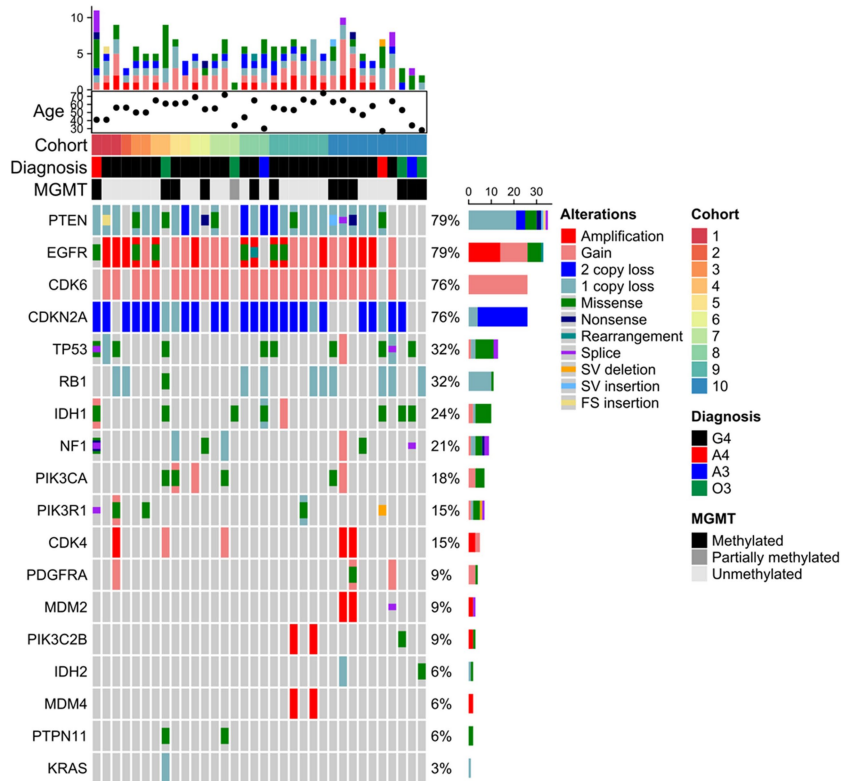 10
5
0
Age
70
60
50
40
30
Cohort
Diagnosis
MGMT
0 10 20 30
PTEN 79%
EGFR 79%
CDK6 76%
CDKN2A 76%
TP53 32%
RB1 32%
IDH1 24%
NF1 21%
PIK3CA 18%
PIK3R1 15%
CDK4 15%
PDGFRA 9%
MDM2 9%
PIK3C2B 9%
IDH2 6%
MDM4 6%
PTPN11 6%
KRAS 3%
Alterations
Amplification
Gain
2 copy loss
1 copy loss
Missense
Nonsense
Rearrangement
Splice
SV deletion
SV insertion
FS insertion
Cohort
1
2
3
4
5
6
7
8
9
10
Diagnosis
G4
A4
A3
O3
MGMT
Methylated
Partially methylated
Unmethylated